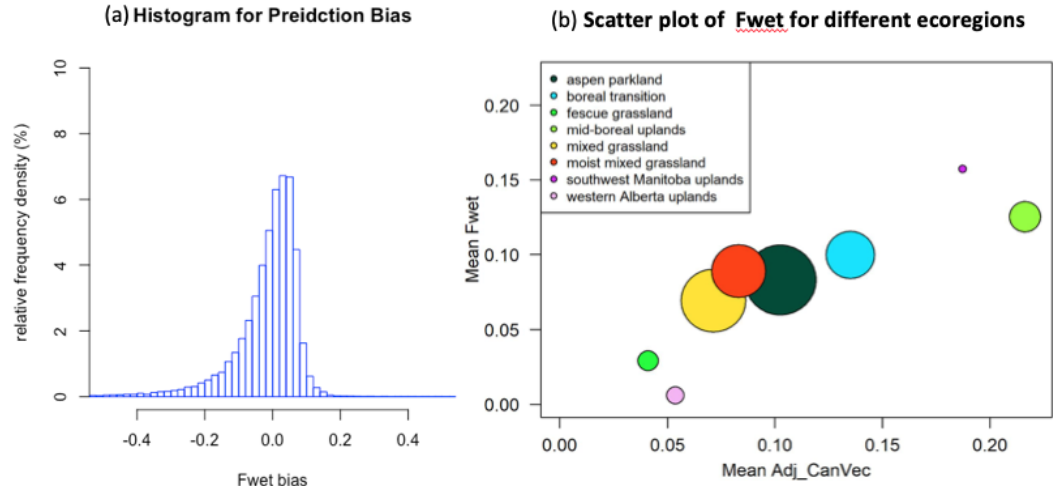 (a) Histogram for Preidction Bias
relative frequency density (%)
10
8
6
4
2
0
-0.4 -0.2 0.0 0.2 0.4
Fwet bias
(b) Scatter plot of Fwet for different ecoregions
aspen parkland
boreal transition
fescue grassland
mid-boreal uplands
mixed grassland
moist mixed grassland
southwest Manitoba uplands
western Alberta uplands
Mean Fwet
0.20
0.15
0.10
0.05
0.00
0.00 0.05 0.10 0.15 0.20
Mean Adj_CanVec